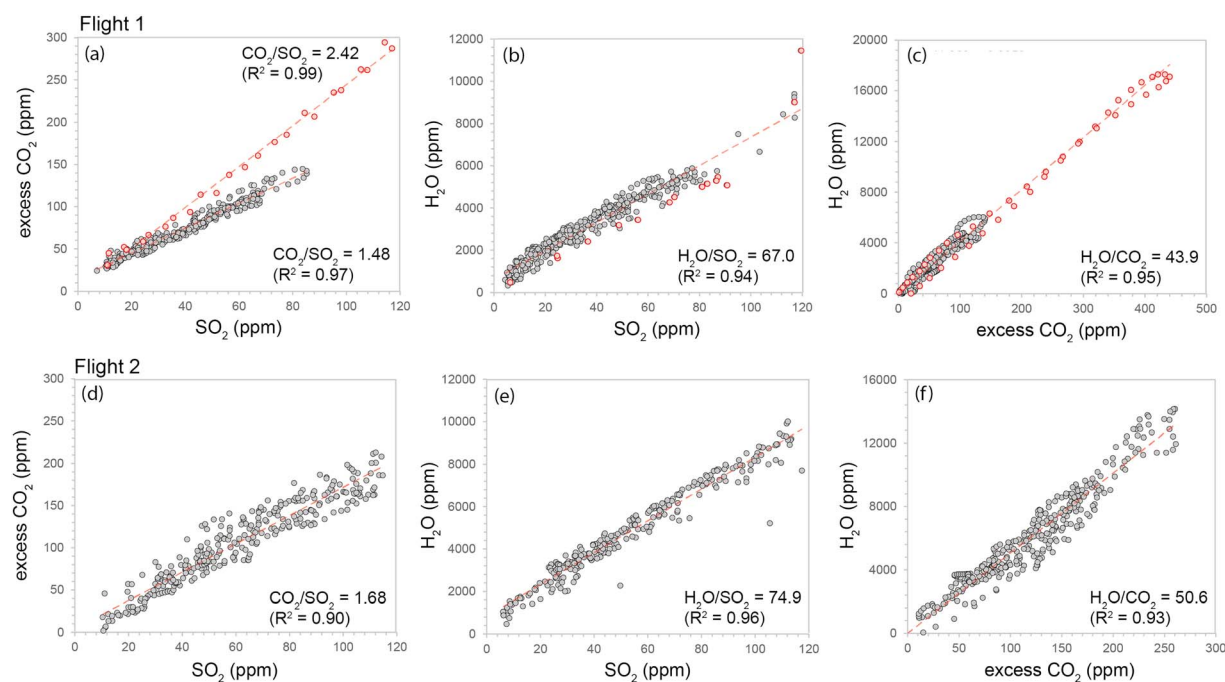 Flight 1
(a)
CO2/SO2 = 2.42
(R2 = 0.99)
CO2/SO2 = 1.48
(R2 = 0.97)
excess CO2 (ppm)
300
250
200
150
100
50
0
0 20 40 60 80 100 120
SO2 (ppm)
(b)
H2O/SO2 = 67.0
(R2 = 0.94)
H2O (ppm)
12000
10000
8000
6000
4000
2000
0
0 20 40 60 80 100 120
SO2 (ppm)
(c)
H2O/CO2 = 43.9
(R2 = 0.95)
H2O (ppm)
20000
16000
12000
8000
4000
0
0 100 200 300 400 500
excess CO2 (ppm)
Flight 2
(d)
CO2/SO2 = 1.68
(R2 = 0.90)
excess CO2 (ppm)
300
250
200
150
100
50
0
0 20 40 60 80 100 120
SO2 (ppm)
(e)
H2O/SO2 = 74.9
(R2 = 0.96)
H2O (ppm)
12000
10000
8000
6000
4000
2000
0
0 20 40 60 80 100 120
SO2 (ppm)
(f)
H2O/CO2 = 50.6
(R2 = 0.93)
H2O (ppm)
16000
12000
8000
4000
0
0 50 100 150 200 250 300
excess CO2 (ppm)